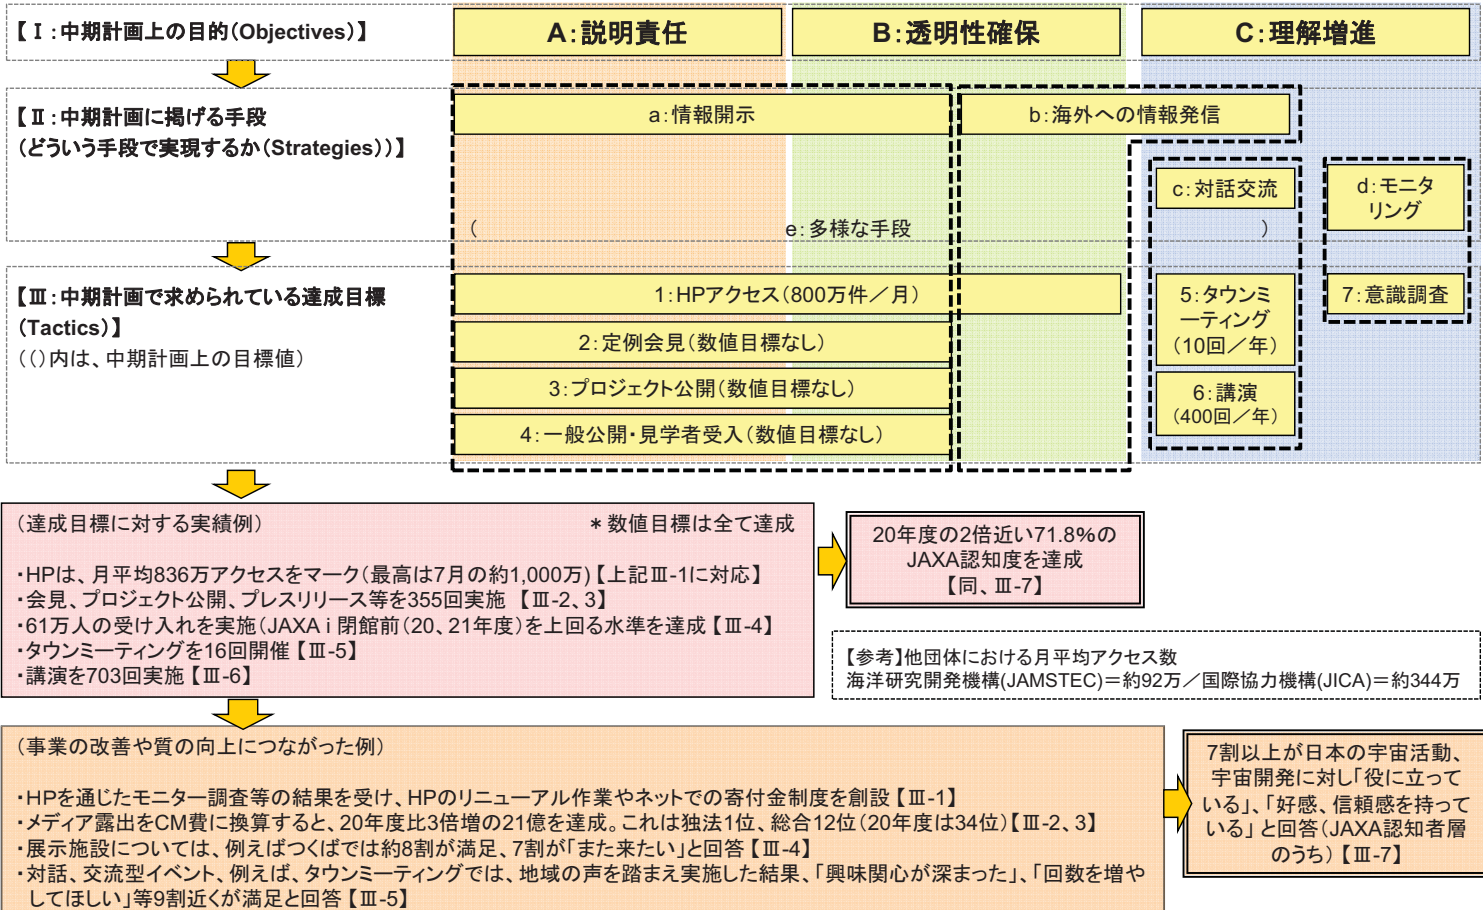 【Ⅰ：中期計画上の目的（Objectives）】
A：説明責任
B：透明性確保
C：理解増進
【Ⅱ：中期計画に掲げる手段
（どういう手段で実現するか（Strategies））】
a：情報開示
b：海外への情報発信
c：対話交流
d：モニタ
リング
（　e：多様な手段　）
【Ⅲ：中期計画で求められている達成目標
（Tactics）】
（（）内は、中期計画上の目標値）
1：HPアクセス（800万件／月）
2：定例会見（数値目標なし）
3：プロジェクト公開（数値目標なし）
4：一般公開・見学者受入（数値目標なし）
5：タウンミ
ーティング
（10回／年）
6：講演
（400回／年）
7：意識調査
（達成目標に対する実績例）　＊数値目標は全て達成
・HPは、月平均836万アクセスをマーク（最高は7月の約1,000万）【上記Ⅲ-1に対応】
・会見、プロジェクト公開、プレスリリース等を355回実施 【Ⅲ-2、3】
・61万人の受け入れを実施（JAXA i 閉館前（20、21年度）を上回る水準を達成【Ⅲ-4】
・タウンミーティングを16回開催【Ⅲ-5】
・講演を703回実施【Ⅲ-6】
20年度の2倍近い71.8％の
JAXA認知度を達成
【同、Ⅲ-7】
【参考】他団体における月平均アクセス数
海洋研究開発機構(JAMSTEC)＝約92万／国際協力機構(JICA)＝約344万
（事業の改善や質の向上につながった例）
・HPを通じたモニター調査等の結果を受け、HPのリニューアル作業やネットでの寄付金制度を創設【Ⅲ-1】
・メディア露出をCM費に換算すると、20年度比3倍増の21億を達成。これは独法1位、総合12位（20年度は34位）【Ⅲ-2、3】
・展示施設については、例えばつくばでは約8割が満足、7割が「また来たい」と回答【Ⅲ-4】
・対話、交流型イベント、例えば、タウンミーティングでは、地域の声を踏まえ実施した結果、「興味関心が深まった」、「回数を増や
してほしい」等9割近くが満足と回答【Ⅲ-5】
7割以上が日本の宇宙活動、
宇宙開発に対し「役に立って
いる」、「好感、信頼感を持って
いる」と回答（JAXA認知者層
のうち）【Ⅲ-7】